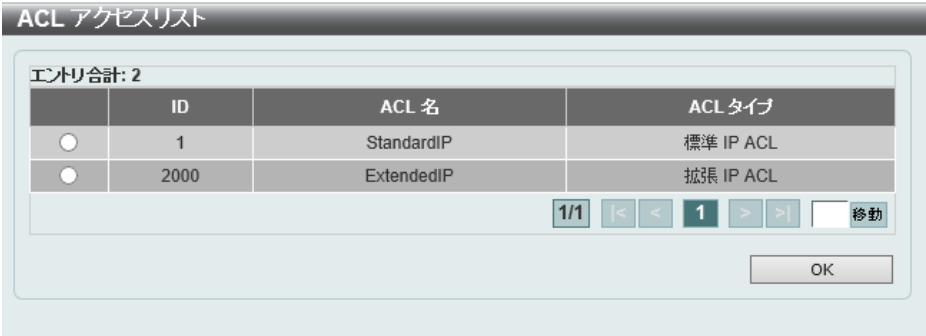 ACL アクセスリスト
エントリ合計: 2
ID ACL 名 ACL タイプ
1 StandardIP 標準 IP ACL
2000 ExtendedIP 拡張 IP ACL
1/1 |< < 1 > >| 移動
OK